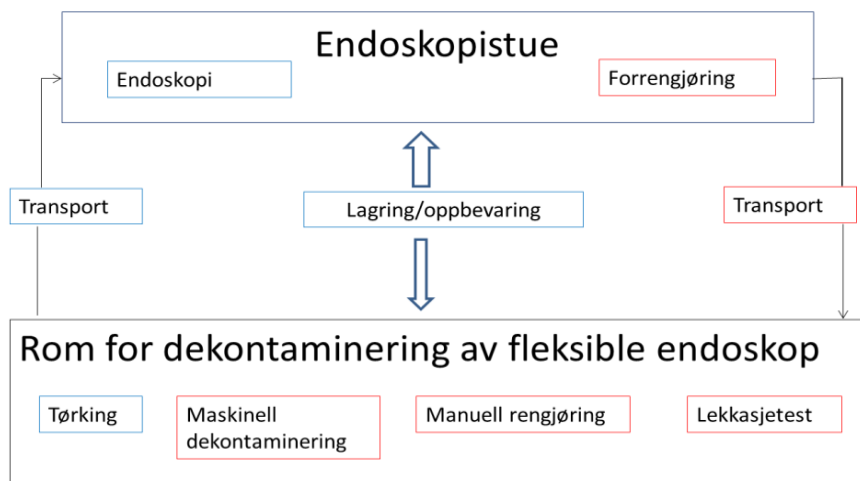 Endoskopistue
Endoskopi
Forrengjøring
Transport
Lagring/oppbevaring
Transport
Rom for dekontaminering av fleksible endoskop
Tørking
Maskinell
dekontaminering
Manuell rengjøring
Lekkasjetest